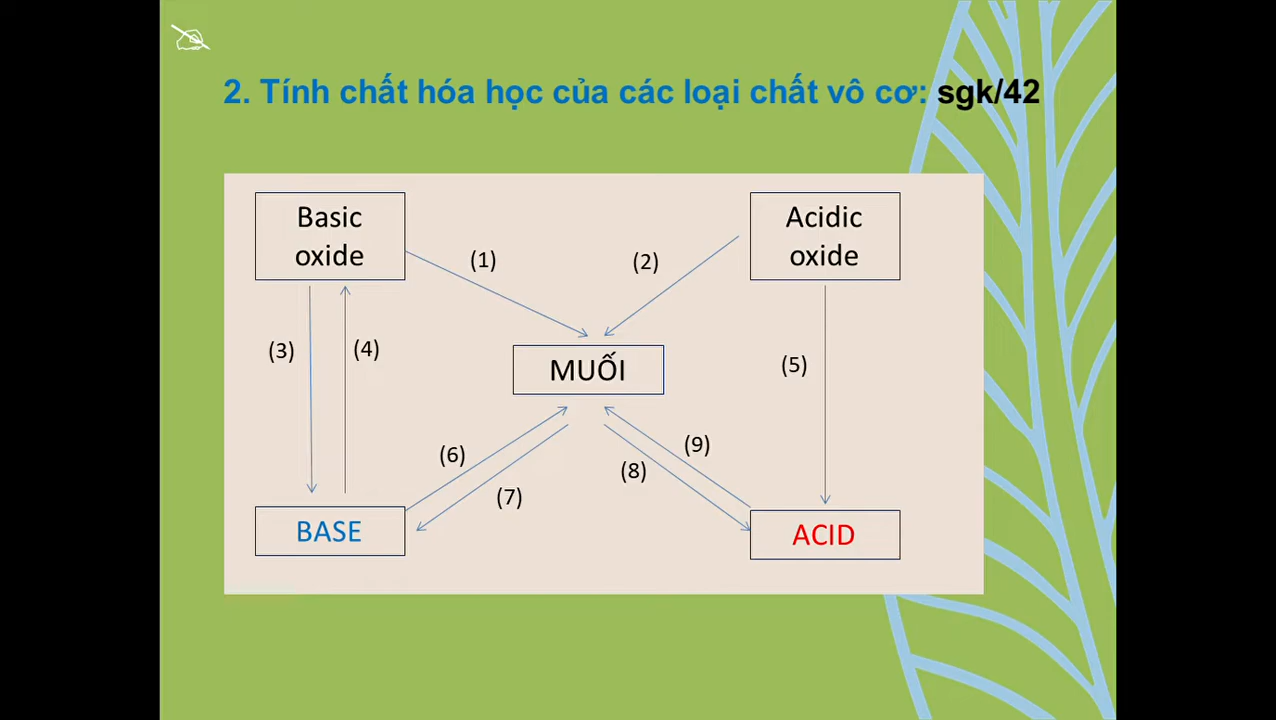 2. Tính chất hóa học của các loại chất vô cơ: sgk/42
Basic
oxide
Acidic
oxide
(1)
(2)
(3)
(4)
MUỐI
(5)
(6)
(7)
(8)
(9)
BASE
ACID